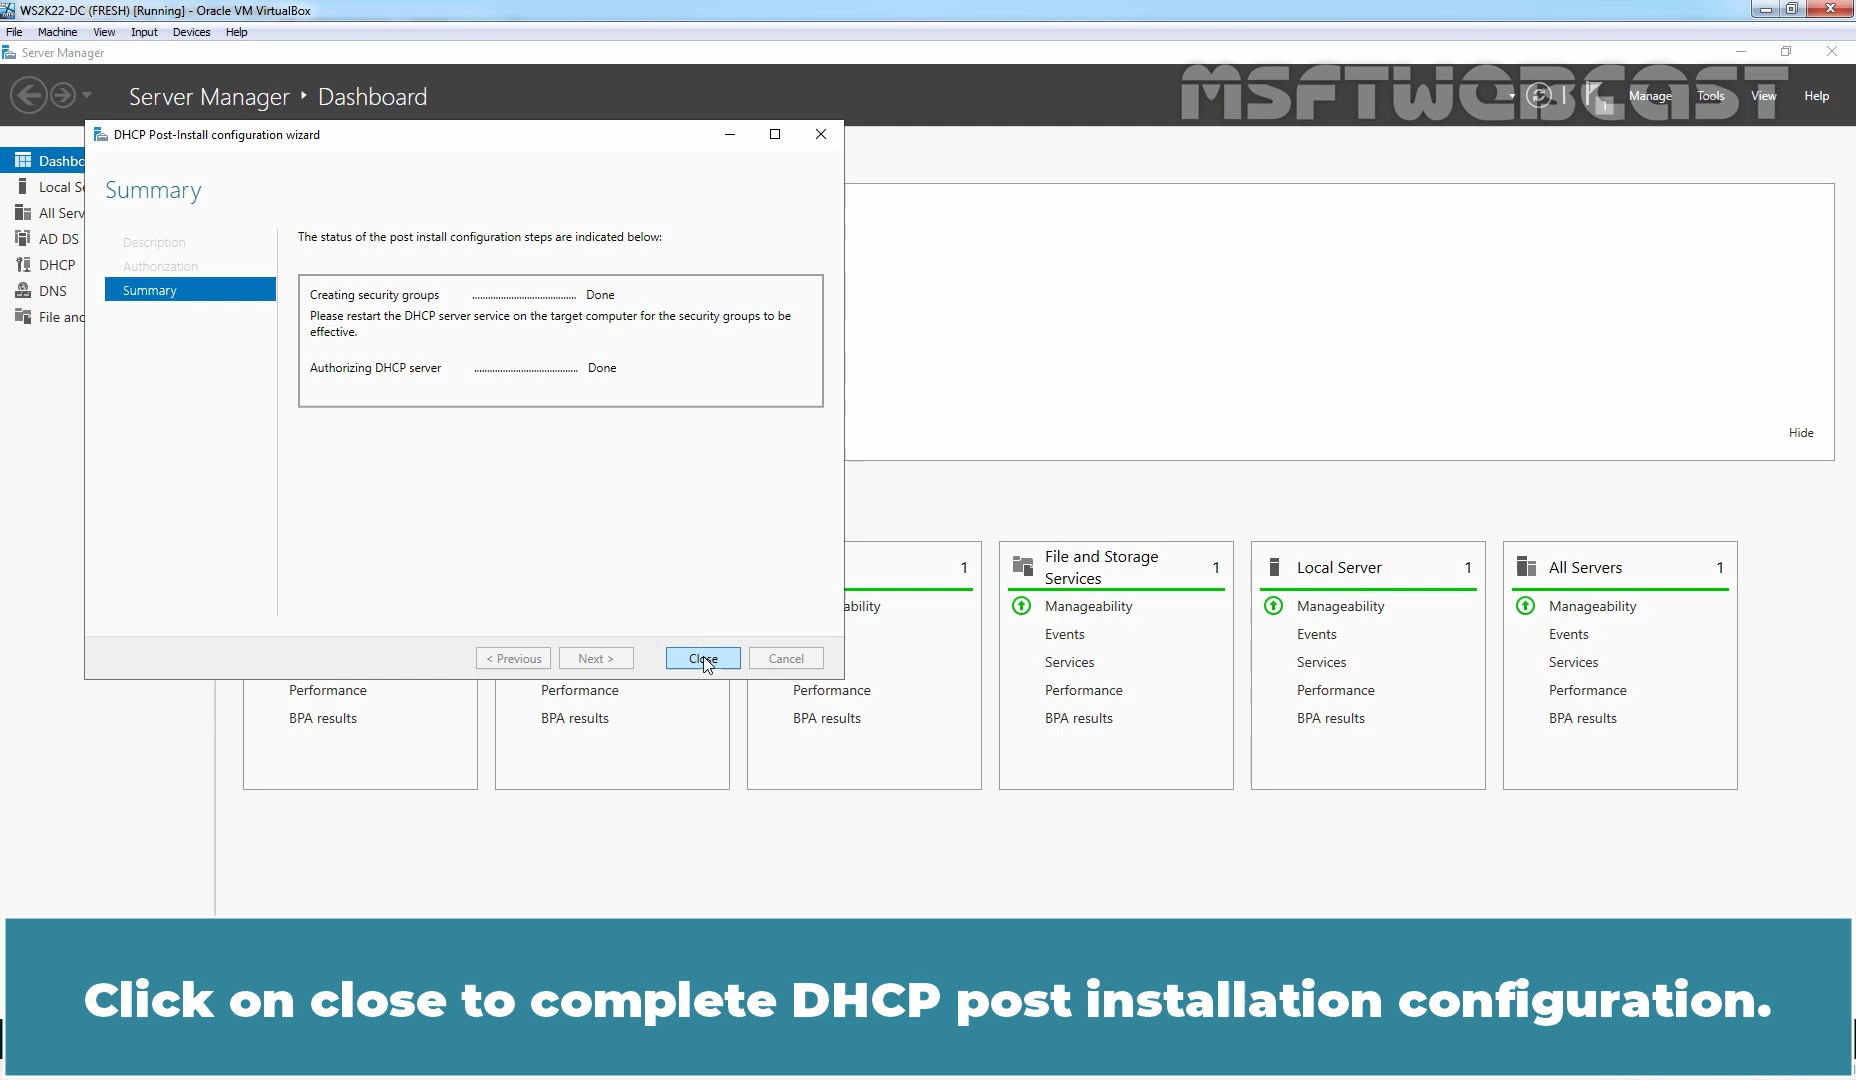 WS2K22-DC (FRESH) [Running] - Oracle VM VirtualBox
File Machine View Input Devices Help
Server Manager
Server Manager Dashboard
MSFTWEBCAST
1
Manage Tools View Help
DHCP Post-Install configuration wizard
Dashbo
Local Se
All Serv
AD DS
DHCP
DNS
File and
Summary
Description
Authorization
Summary
The status of the post install configuration steps are indicated below:
Creating security groups ........................................ Done
Please restart the DHCP server service on the target computer for the security groups to be
effective.
Authorizing DHCP server ........................................ Done
Hide
< Previous Next > Close Cancel
Performance
BPA results
Performance
BPA results
1
ability
Performance
BPA results
File and Storage
Services
1
Manageability
Events
Services
Performance
BPA results
Local Server 1
Manageability
Events
Services
Performance
BPA results
All Servers 1
Manageability
Events
Services
Performance
BPA results
Click on close to complete DHCP post installation configuration.